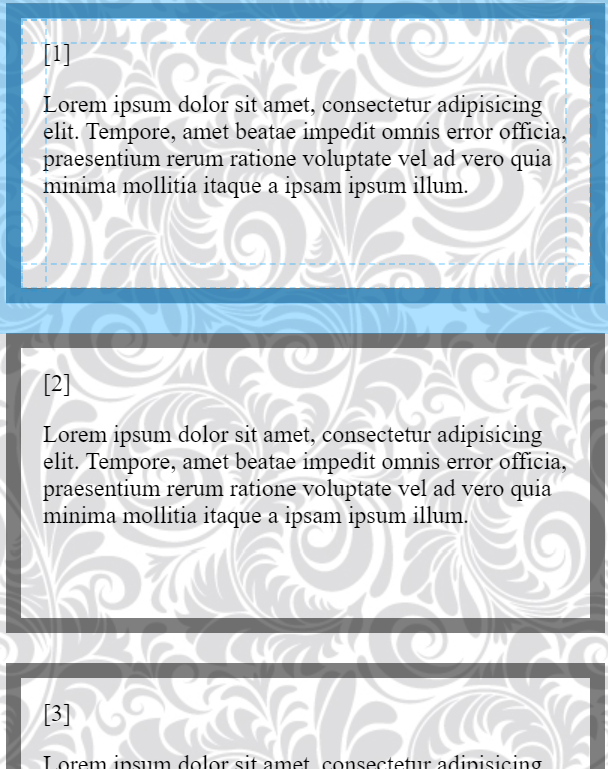 [1]
Lorem ipsum dolor sit amet, consectetur adipisicing
elit. Tempore, amet beatae impedit omnis error officia,
praesentium rerum ratione voluptate vel ad vero quia
minima mollitia itaque a ipsam ipsum illum.
[2]
Lorem ipsum dolor sit amet, consectetur adipisicing
elit. Tempore, amet beatae impedit omnis error officia,
praesentium rerum ratione voluptate vel ad vero quia
minima mollitia itaque a ipsam ipsum illum.
[3]
Lorem ipsum dolor sit amet, consectetur adipisicing